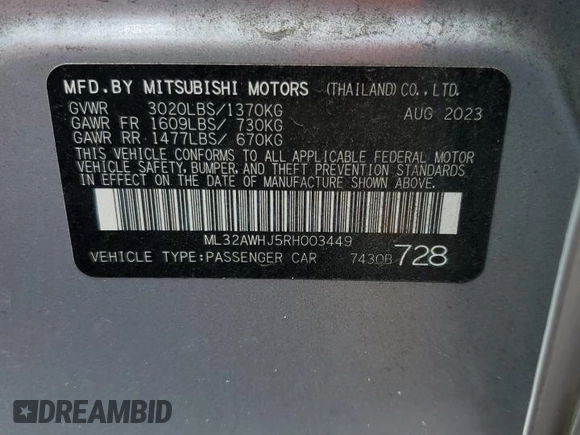 MFD.BY MITSUBISHI MOTORS (THAILAND)CO.,LTD.
GVWR 3020LBS/1370KG AUG 2023
GAWR FR 1609LBS/ 730KG
GAWR RR 1477LBS/ 670KG
THIS VEHICLE CONFORMS TO ALL APPLICABLE FEDERAL MOTOR
VEHICLE SAFETY, BUMPER, AND THEFT PREVENTION STANDARDS
IN EFFECT ON THE DATE OF MANUFACTURE SHOWN ABOVE.
ML32AWHJ5RH003449
VEHICLE TYPE:PASSENGER CAR 7430B 728
DREAMBID